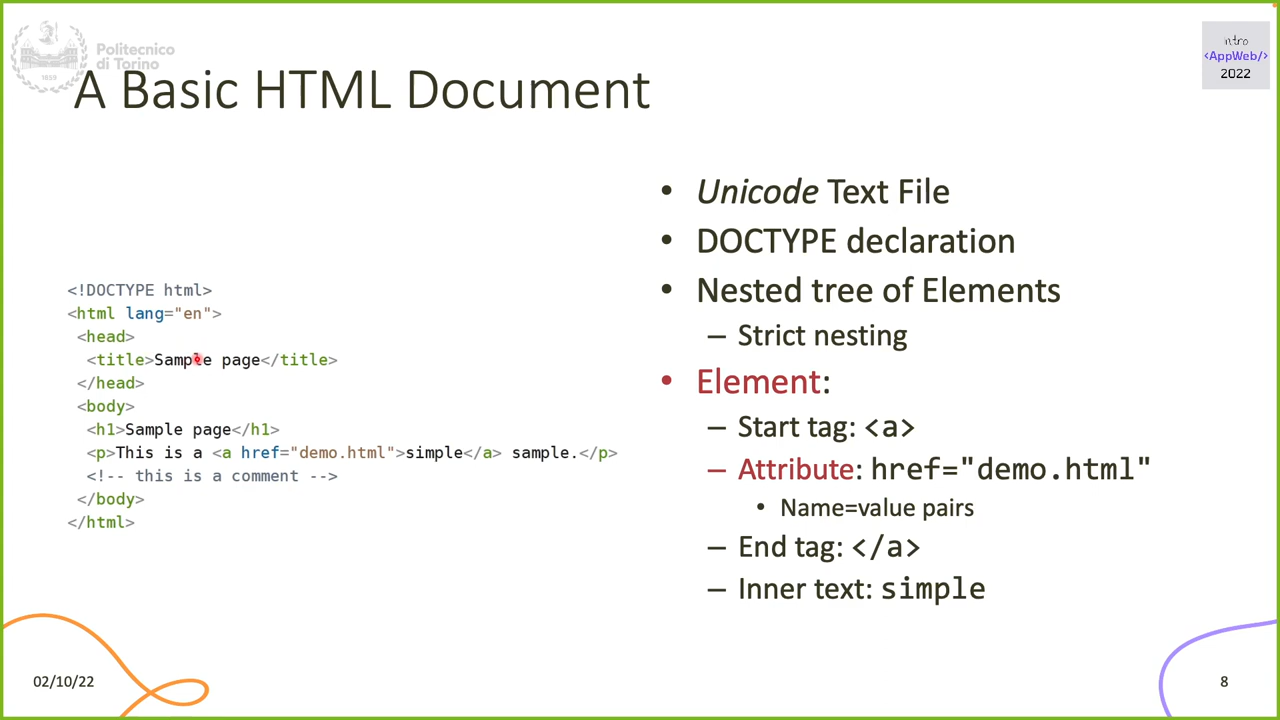 Politecnico
di Torino
1859
intro
<AppWeb/>
2022
A Basic HTML Document
<!DOCTYPE html>
<html lang="en">
<head>
<title>Sample page</title>
</head>
<body>
<h1>Sample page</h1>
<p>This is a <a href="demo.html">simple</a> sample.</p>
<!-- this is a comment -->
</body>
</html>
• Unicode Text File
• DOCTYPE declaration
• Nested tree of Elements
– Strict nesting
• Element:
– Start tag: <a>
– Attribute: href="demo.html"
• Name=value pairs
– End tag: </a>
– Inner text: simple
02/10/22
8